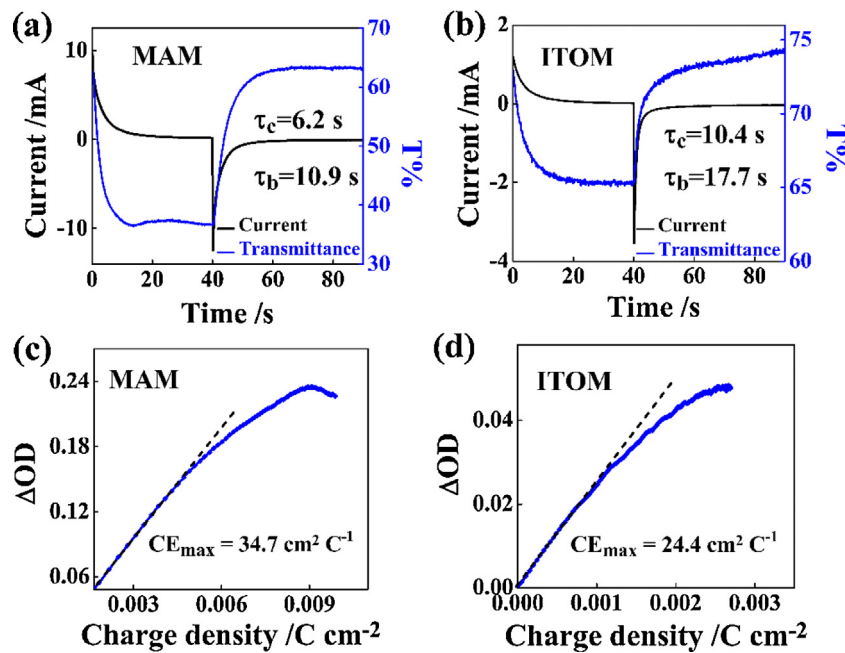 (a)
MAM
Current /mA
10
0
-10
T%
70
60
50
40
30
τc=6.2 s
τb=10.9 s
Current
Transmittance
0 20 40 60 80
Time /s
(b)
ITOM
Current /mA
2
0
-2
-4
T%
75
70
65
60
τc=10.4 s
τb=17.7 s
Current
Transmittance
0 20 40 60 80
Time /s
(c)
MAM
ΔOD
0.24
0.18
0.12
0.06
CEmax = 34.7 cm² C⁻¹
0.003 0.006 0.009
Charge density /C cm⁻²
(d)
ITOM
ΔOD
0.04
0.02
0.00
CEmax = 24.4 cm² C⁻¹
0.000 0.001 0.002 0.003
Charge density /C cm⁻²